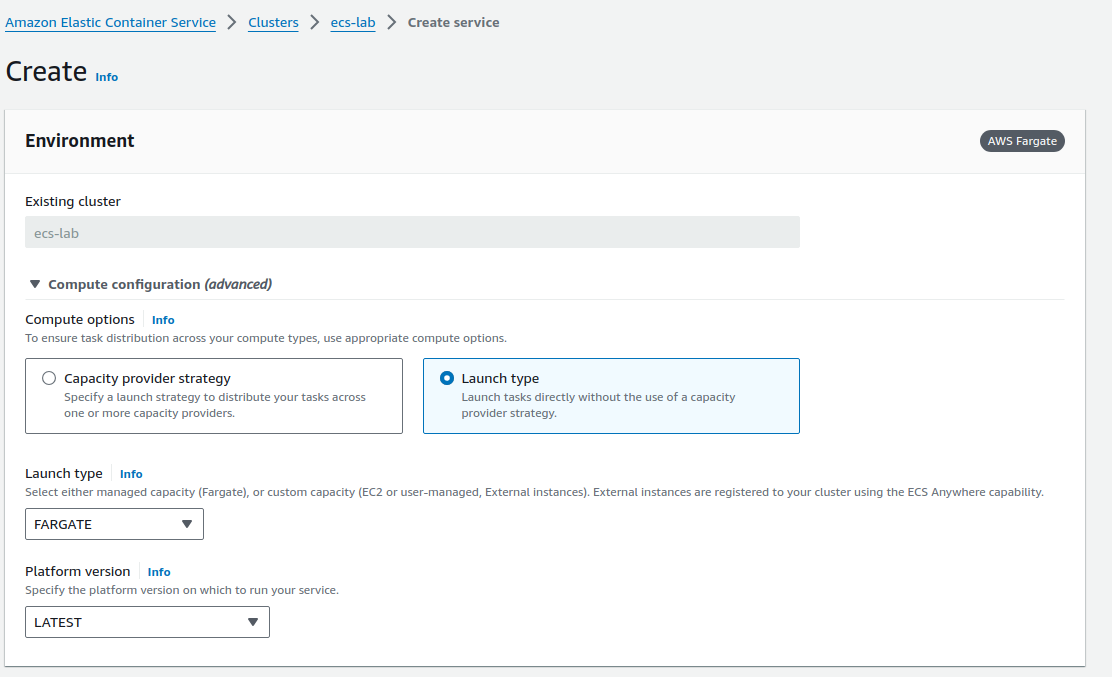 Amazon Elastic Container Service > Clusters > ecs-lab > Create service
Create Info
Environment
AWS Fargate
Existing cluster
ecs-lab
Compute configuration (advanced)
Compute options Info
To ensure task distribution across your compute types, use appropriate compute options.
Capacity provider strategy
Specify a launch strategy to distribute your tasks across
one or more capacity providers.
Launch type
Launch tasks directly without the use of a capacity
provider strategy.
Launch type Info
Select either managed capacity (Fargate), or custom capacity (EC2 or user-managed, External instances). External instances are registered to your cluster using the ECS Anywhere capability.
FARGATE
Platform version Info
Specify the platform version on which to run your service.
LATEST